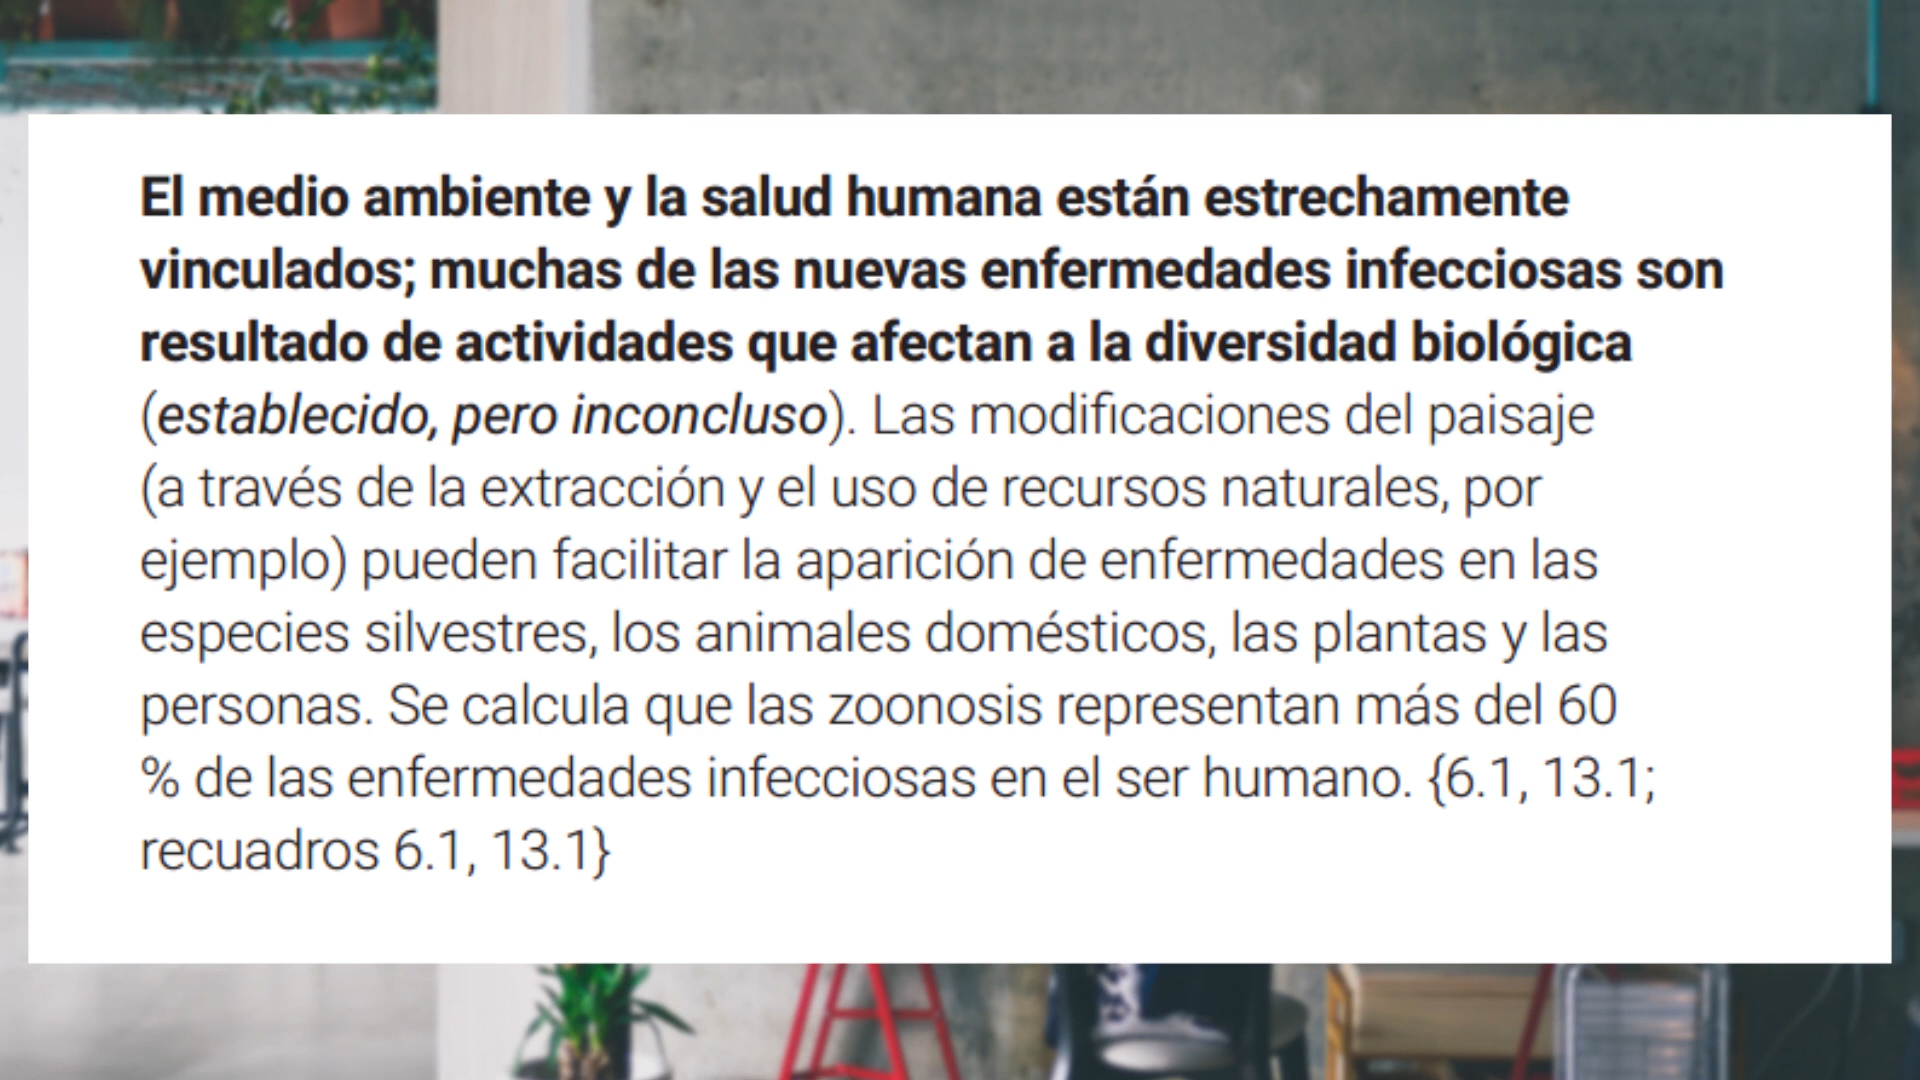 El medio ambiente y la salud humana están estrechamente
vinculados; muchas de las nuevas enfermedades infecciosas son
resultado de actividades que afectan a la diversidad biológica
(establecido, pero inconcluso). Las modificaciones del paisaje
(a través de la extracción y el uso de recursos naturales, por
ejemplo) pueden facilitar la aparición de enfermedades en las
especies silvestres, los animales domésticos, las plantas y las
personas. Se calcula que las zoonosis representan más del 60
% de las enfermedades infecciosas en el ser humano. {6.1, 13.1;
recuadros 6.1, 13.1}